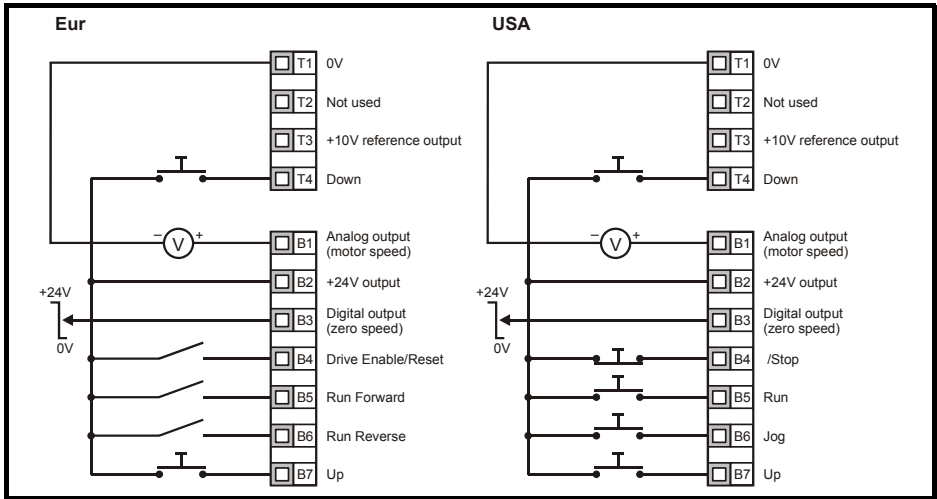 Eur
T1 0V
T2 Not used
T3 +10V reference output
T4 Down
– V +
B1 Analog output
(motor speed)
B2 +24V output
+24V
0V
B3 Digital output
(zero speed)
B4 Drive Enable/Reset
B5 Run Forward
B6 Run Reverse
B7 Up
USA
T1 0V
T2 Not used
T3 +10V reference output
T4 Down
– V +
B1 Analog output
(motor speed)
B2 +24V output
+24V
0V
B3 Digital output
(zero speed)
B4 /Stop
B5 Run
B6 Jog
B7 Up